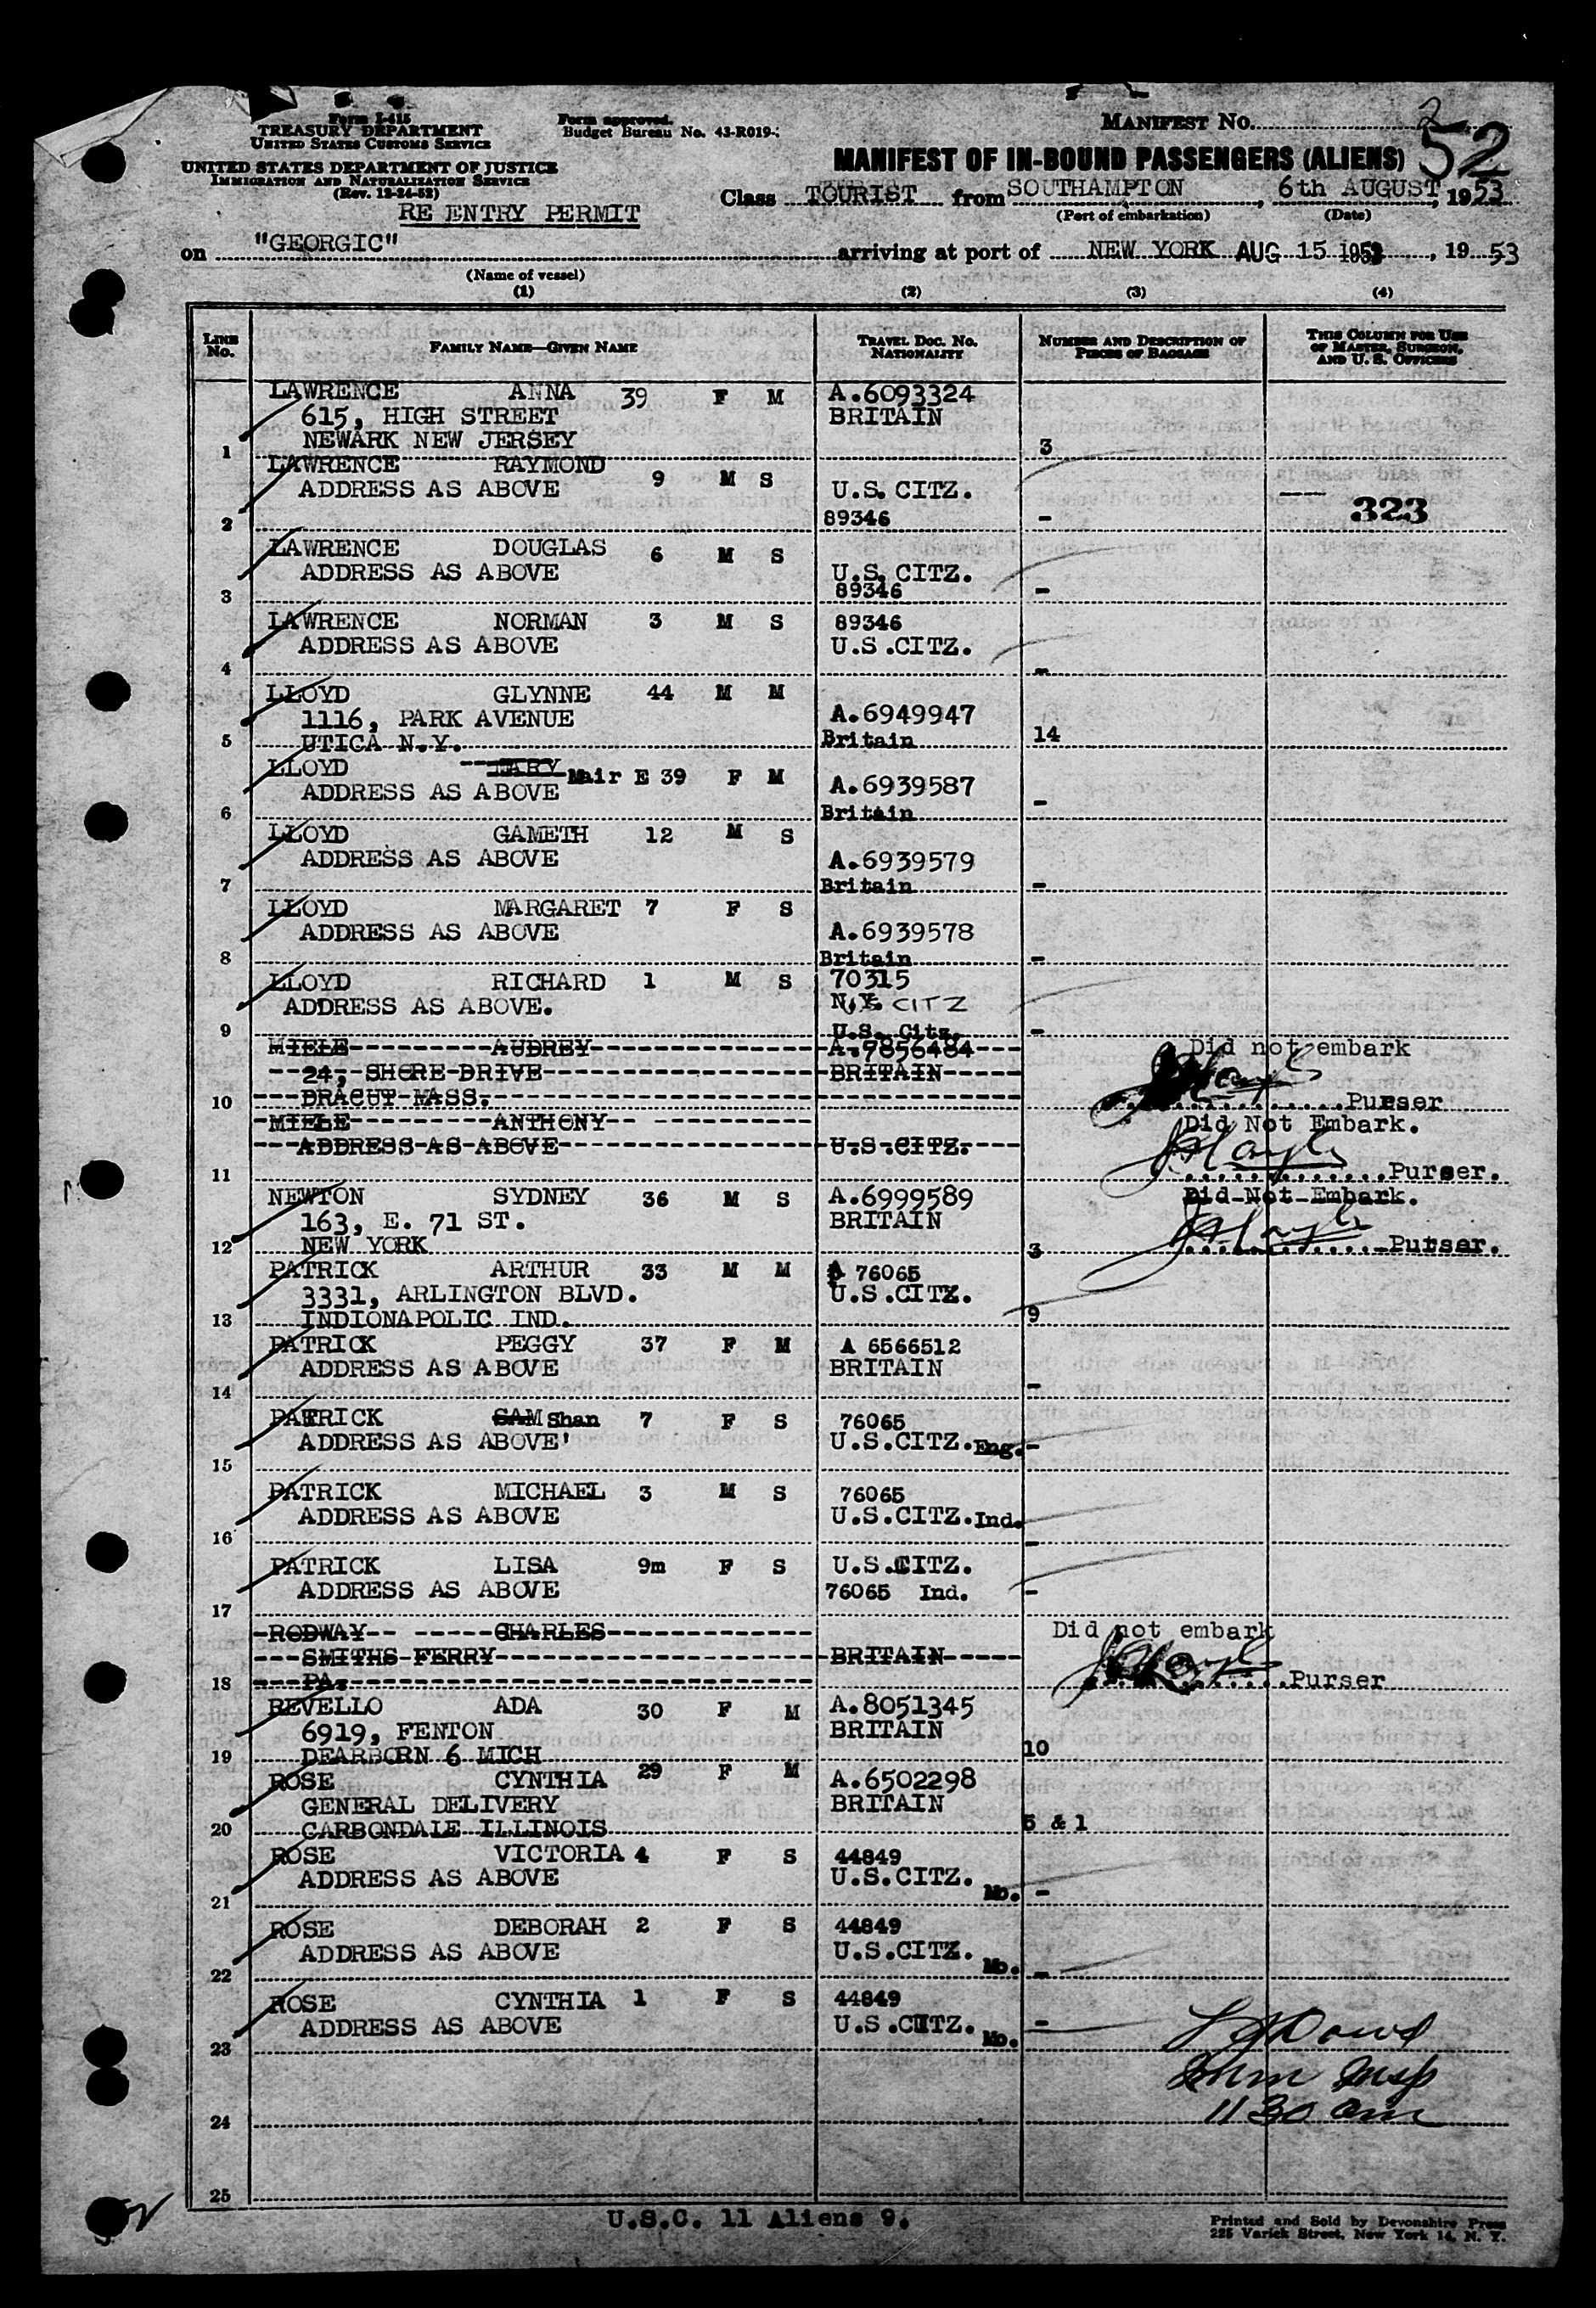 Form I-415
TREASURY DEPARTMENT
UNITED STATES CUSTOMS SERVICE
UNITED STATES DEPARTMENT OF JUSTICE
IMMIGRATION AND NATURALIZATION SERVICE
(Rev. 12-24-52)
RE ENTRY PERMIT
Form approved.
Budget Bureau No. 43-R019-
MANIFEST NO. 2
52
MANIFEST OF IN-BOUND PASSENGERS (ALIENS)
Class TOURIST from SOUTHAMPTON, 6th AUGUST, 1953
(Port of embarkation) (Date)
on "GEORGIC" arriving at port of NEW YORK AUG 15 1953, 1953
(Name of vessel)
(1) (2) (3) (4)
LINE No. FAMILY NAME—GIVEN NAME TRAVEL DOC. NO. NATIONALITY NUMBER AND DESCRIPTION OF PIECES OF BAGGAGE THIS COLUMN FOR USE OF MASTER, SURGEON, AND U. S. OFFICERS
LAWRENCE ANNA 39 F M A.6093324
615, HIGH STREET BRITAIN
1 NEWARK NEW JERSEY 3
LAWRENCE RAYMOND 9 M S
ADDRESS AS ABOVE U.S. CITZ.
2 89346 - 323
LAWRENCE DOUGLAS 6 M S
ADDRESS AS ABOVE U.S. CITZ.
3 89346 -
LAWRENCE NORMAN 3 M S 89346
ADDRESS AS ABOVE U.S.CITZ.
4 -
LLOYD GLYNNE 44 M M
1116, PARK AVENUE A.6949947
5 UTICA N.Y. Britain 14
LLOYD MARY Mair E 39 F M
ADDRESS AS ABOVE A.6939587
6 Britain -
LLOYD GAMETH 12 M S
ADDRESS AS ABOVE A.6939579
7 Britain -
LLOYD MARGARET 7 F S
ADDRESS AS ABOVE A.6939578
8 Britain -
LLOYD RICHARD 1 M S 70315
ADDRESS AS ABOVE. N.Y. US CITZ
9 U.S. Citz. -
MIELE AUDREY A.7856484 Did not embark
24, SHORE DRIVE BRITAIN
10 DRACUT MASS. Purser
MIELE ANTHONY Did Not Embark.
ADDRESS AS ABOVE U.S.CITZ.
11 Purser.
NEWTON SYDNEY 36 M S A.6999589 Did Not Embark.
163, E. 71 ST. BRITAIN
12 NEW YORK 3 Purser.
PATRICK ARTHUR 33 M M 76065
3331, ARLINGTON BLVD. U.S.CITZ.
13 INDIONAPOLIC IND. 9
PATRICK PEGGY 37 F M A 6566512
ADDRESS AS ABOVE BRITAIN
14 -
PATRICK SAM Shan 7 F S 76065
ADDRESS AS ABOVE' U.S.CITZ. Eng. -
15
PATRICK MICHAEL 3 M S 76065
ADDRESS AS ABOVE U.S.CITZ. Ind.
16 -
PATRICK LISA 9m F S U.S.CITZ.
ADDRESS AS ABOVE 76065 Ind. -
17
RODWAY CHARLES Did not embark
SMITHS FERRY BRITAIN
18 PA. Purser
REVELLO ADA 30 F M A.8051345
6919, FENTON BRITAIN
19 DEARBORN 6 MICH 10
ROSE CYNTHIA 29 F M A.6502298
GENERAL DELIVERY BRITAIN
20 CARBONDALE ILLINOIS 5 & 1
ROSE VICTORIA 4 F S 44849
ADDRESS AS ABOVE U.S.CITZ.
21 Mo. -
ROSE DEBORAH 2 F S 44849
ADDRESS AS ABOVE U.S.CITZ.
22 Mo. -
ROSE CYNTHIA 1 F S 44849
ADDRESS AS ABOVE U.S.CITZ. Mo. -
23
Imm Insp
24 11 30 am
25
U.S.C. 11 Aliens 9.
Printed and Sold by Devonshire Press
225 Varick Street, New York 14, N. Y.